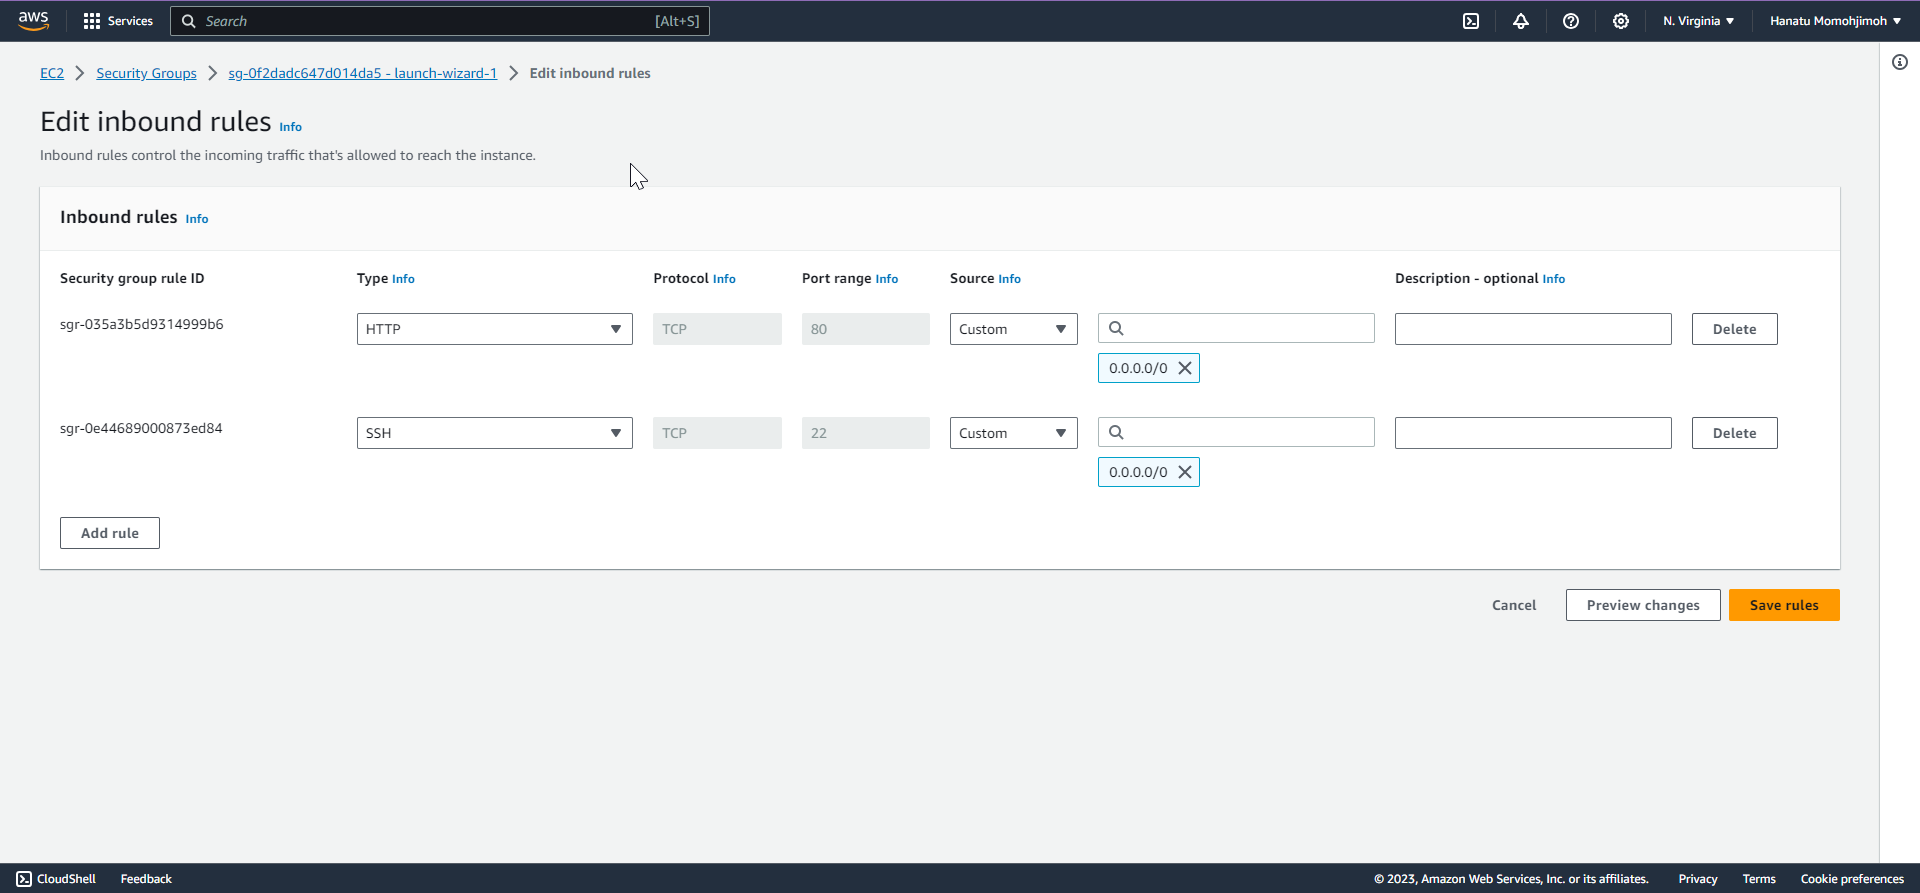 aws Services Search [Alt+S] N. Virginia Hanatu Momohjimoh
EC2 Security Groups sg-0f2dadc647d014da5 - launch-wizard-1 Edit inbound rules
Edit inbound rules Info
Inbound rules control the incoming traffic that's allowed to reach the instance.
Inbound rules Info
Security group rule ID Type Info Protocol Info Port range Info Source Info Description - optional Info
sgr-035a3b5d9314999b6 HTTP TCP 80 Custom Delete
0.0.0.0/0
sgr-0e44689000873ed84 SSH TCP 22 Custom Delete
0.0.0.0/0
Add rule
Cancel Preview changes Save rules
CloudShell Feedback © 2023, Amazon Web Services, Inc. or its affiliates. Privacy Terms Cookie preferences